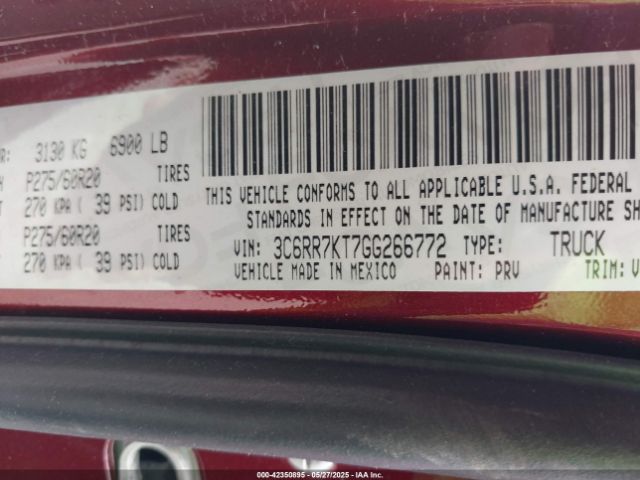 R: 3130 KG 6900 LB
P275/60R20 TIRES
270 KPA ( 39 PSI) COLD
P275/60R20 TIRES
270 KPA ( 39 PSI) COLD
THIS VEHICLE CONFORMS TO ALL APPLICABLE U.S.A. FEDERAL
STANDARDS IN EFFECT ON THE DATE OF MANUFACTURE SH
VIN: 3C6RR7KT7GG266772 TYPE: TRUCK
VEHICLE MADE IN MEXICO PAINT: PRV TRIM: V
© 42350895 - 05/27/2025 - IAA Inc.